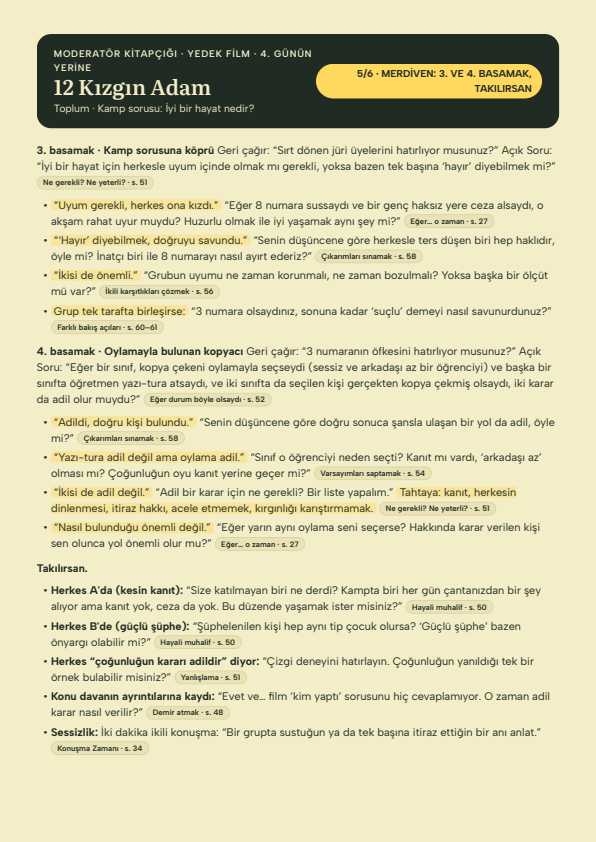 MODERATÖR KİTAPÇIĞI · YEDEK FİLM · 4. GÜNÜN
YERİNE
12 Kızgın Adam
Toplum · Kamp sorusu: İyi bir hayat nedir?
5/6 · MERDİVEN: 3. VE 4. BASAMAK,
TAKILIRSAN
3. basamak · Kamp sorusuna köprü Geri çağır: “Sırt dönen jüri üyelerini hatırlıyor musunuz?” Açık Soru:
“İyi bir hayat için herkesle uyum içinde olmak mı gerekli, yoksa bazen tek başına ‘hayır’ diyebilmek mi?”
Ne gerekli? Ne yeterli? · s. 51
• “Uyum gerekli, herkes ona kızdı.” “Eğer 8 numara sussaydı ve bir genç haksız yere ceza alsaydı, o
akşam rahat uyur muydu? Huzurlu olmak ile iyi yaşamak aynı şey mi?” Eğer... o zaman · s. 27
• “‘Hayır’ diyebilmek, doğruyu savundu.” “Senin düşüncene göre herkesle ters düşen biri hep haklıdır,
öyle mi? İnatçı biri ile 8 numarayı nasıl ayırt ederiz?” Çıkarımları sınamak · s. 58
• “İkisi de önemli.” “Grubun uyumu ne zaman korunmalı, ne zaman bozulmalı? Yoksa başka bir ölçüt
mü var?” İkili karşıtlıkları çözmek · s. 56
• Grup tek tarafta birleşirse: “3 numara olsaydınız, sonuna kadar ‘suçlu’ demeyi nasıl savunurdunuz?”
Farklı bakış açıları · s. 60–61
4. basamak · Oylamayla bulunan kopyacı Geri çağır: “3 numaranın öfkesini hatırlıyor musunuz?” Açık
Soru: “Eğer bir sınıf, kopya çekeni oylamayla seçseydi (sessiz ve arkadaşı az bir öğrenciyi) ve başka bir
sınıfta öğretmen yazı-tura atsaydı, ve iki sınıfta da seçilen kişi gerçekten kopya çekmiş olsaydı, iki karar
da adil olur muydu?” Eğer durum böyle olsaydı · s. 52
• “Adildi, doğru kişi bulundu.” “Senin düşüncene göre doğru sonuca şansla ulaşan bir yol da adil, öyle
mi?” Çıkarımları sınamak · s. 58
• “Yazı-tura adil değil ama oylama adil.” “Sınıf o öğrenciyi neden seçti? Kanıt mı vardı, ‘arkadaşı az’
olması mı? Çoğunluğun oyu kanıt yerine geçer mi?” Varsayımları saptamak · s. 54
• “İkisi de adil değil.” “Adil bir karar için ne gerekli? Bir liste yapalım.” Tahtaya: kanıt, herkesin
dinlenmesi, itiraz hakkı, acele etmemek, kırgınlığı karıştırmamak. Ne gerekli? Ne yeterli? · s. 51
• “Nasıl bulunduğu önemli değil.” “Eğer yarın aynı oylama seni seçerse? Hakkında karar verilen kişi
sen olunca yol önemli olur mu?” Eğer... o zaman · s. 27
Takılırsan.
• Herkes A'da (kesin kanıt): “Size katılmayan biri ne derdi? Kampta biri her gün çantanızdan bir şey
alıyor ama kanıt yok, ceza da yok. Bu düzende yaşamak ister misiniz?” Hayali muhalif · s. 50
• Herkes B'de (güçlü şüphe): “Şüphelenilen kişi hep aynı tip çocuk olursa? ‘Güçlü şüphe’ bazen
önyargı olabilir mi?” Hayali muhalif · s. 50
• Herkes “çoğunluğun kararı adildir” diyor: “Çizgi deneyini hatırlayın. Çoğunluğun yanıldığı tek bir
örnek bulabilir misiniz?” Yanlışlama · s. 51
• Konu davanın ayrıntılarına kaydı: “Evet ve… film ‘kim yaptı’ sorusunu hiç cevaplamıyor. O zaman adil
karar nasıl verilir?” Demir atmak · s. 48
• Sessizlik: İki dakika ikili konuşma: “Bir grupta sustuğun ya da tek başına itiraz ettiğin bir anı anlat.”
Konuşma Zamanı · s. 34